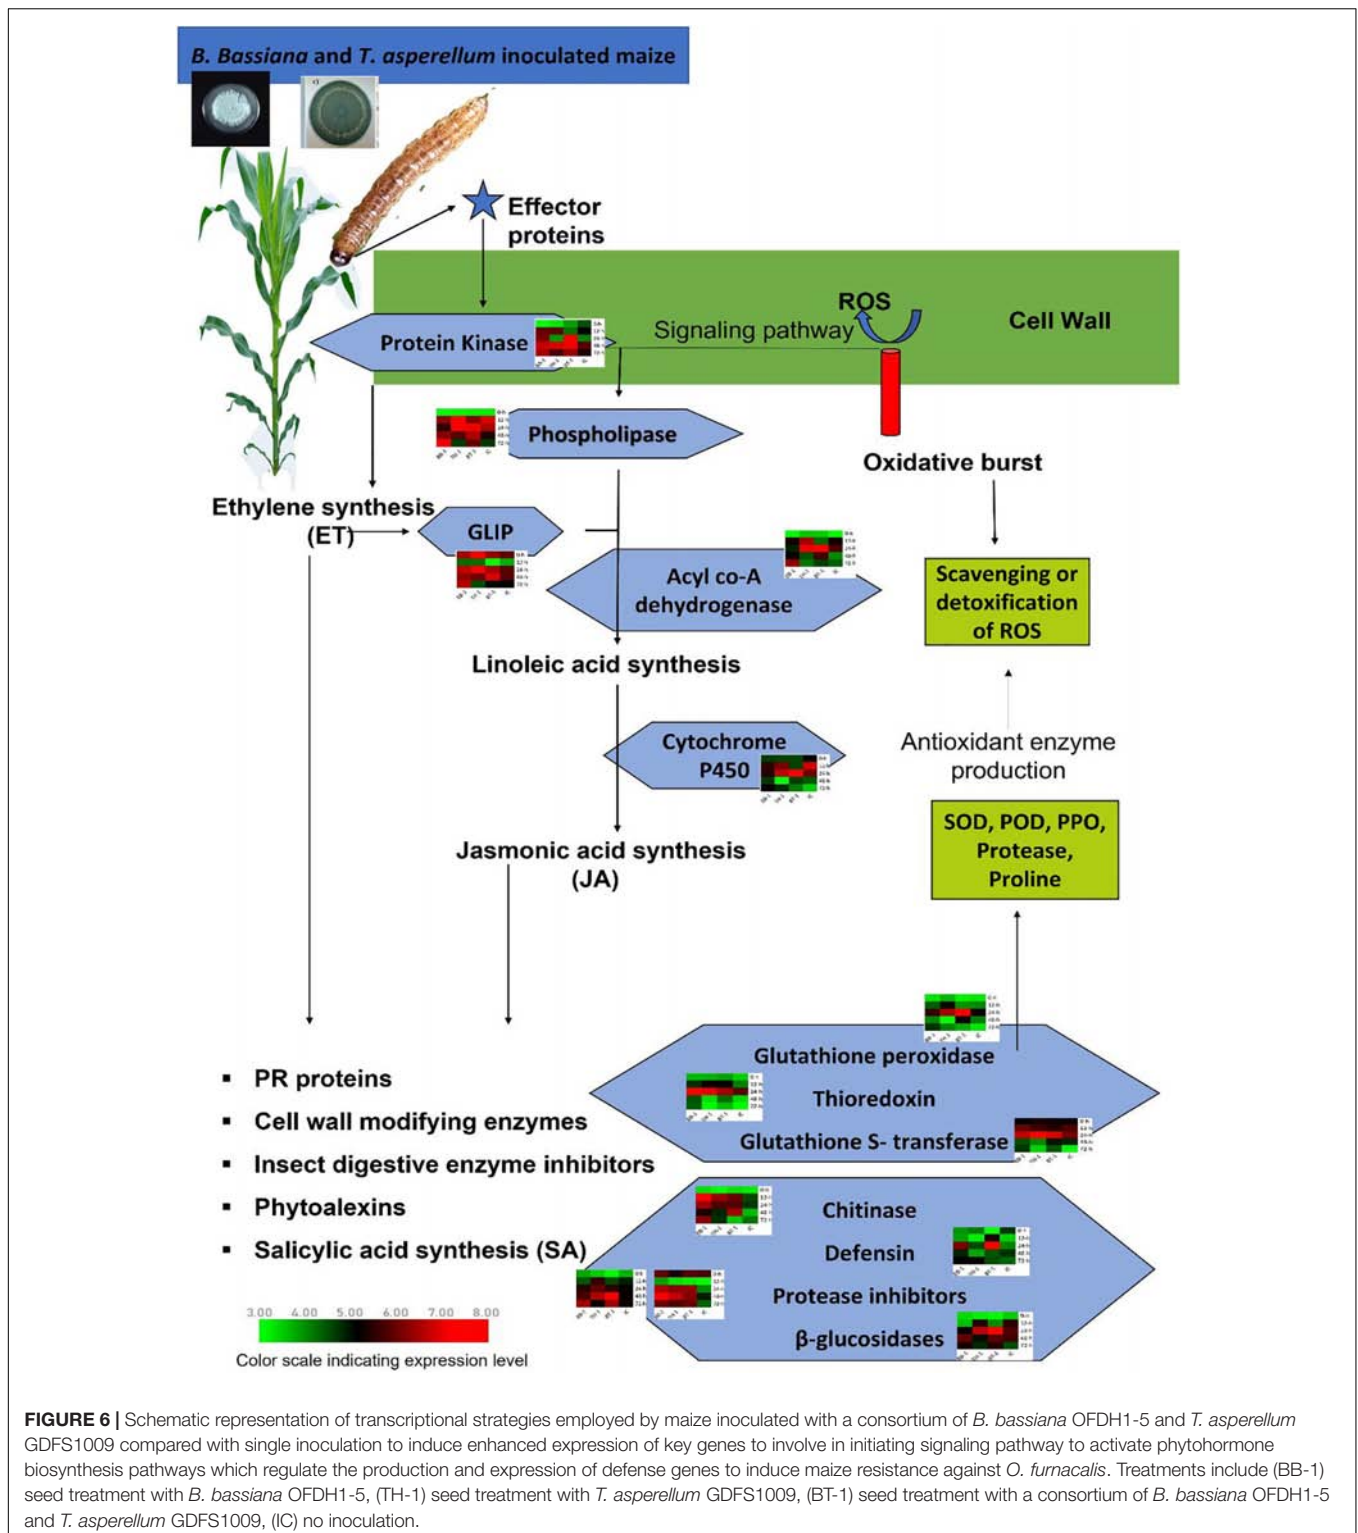 B. Bassiana and T. asperellum inoculated maize
Effector
proteins
ROS
Signaling pathway
Cell Wall
Protein Kinase
Phospholipase
Oxidative burst
Ethylene synthesis
(ET)
GLIP
Acyl co-A
dehydrogenase
Scavenging or
detoxification
of ROS
Linoleic acid synthesis
Cytochrome
P450
Antioxidant enzyme
production
SOD, POD, PPO,
Protease,
Proline
Jasmonic acid synthesis
(JA)
Glutathione peroxidase
Thioredoxin
Glutathione S- transferase
▪ PR proteins
▪ Cell wall modifying enzymes
▪ Insect digestive enzyme inhibitors
▪ Phytoalexins
▪ Salicylic acid synthesis (SA)
Chitinase
Defensin
Protease inhibitors
β-glucosidases
3.00 4.00 5.00 6.00 7.00 8.00
Color scale indicating expression level
FIGURE 6 | Schematic representation of transcriptional strategies employed by maize inoculated with a consortium of B. bassiana OFDH1-5 and T. asperellum
GDFS1009 compared with single inoculation to induce enhanced expression of key genes to involve in initiating signaling pathway to activate phytohormone
biosynthesis pathways which regulate the production and expression of defense genes to induce maize resistance against O. furnacalis. Treatments include (BB-1)
seed treatment with B. bassiana OFDH1-5, (TH-1) seed treatment with T. asperellum GDFS1009, (BT-1) seed treatment with a consortium of B. bassiana OFDH1-5
and T. asperellum GDFS1009, (IC) no inoculation.